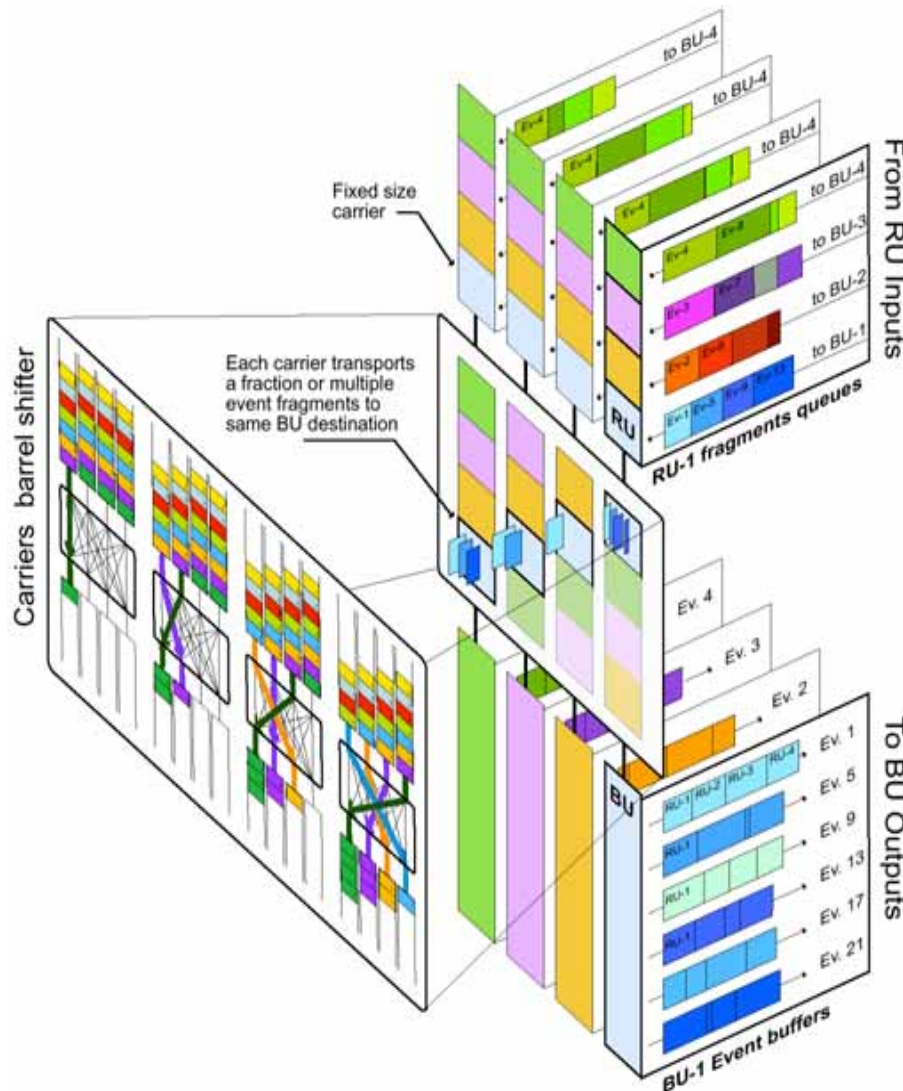 to BU-4
to BU-4
to BU-4
to BU-4
to BU-3
to BU-2
to BU-1
From RU Inputs
Ev-4
Ev-4
Ev-4
Ev-4 Ev-8
Ev-3 Ev-7
Ev-2 Ev-6
Ev-1 Ev-5 Ev-9 Ev-13
RU
RU-1 fragments queues
Fixed size
carrier
Each carrier transports
a fraction or multiple
event fragments to
same BU destination
Carriers barrel shifter
Ev. 4
Ev. 3
Ev. 2
Ev. 1
Ev. 5
Ev. 9
Ev. 13
Ev. 17
Ev. 21
To BU Outputs
BU
RU-1 RU-2 RU-3 RU-4
RU-1
RU-1
RU-1
BU-1 Event buffers